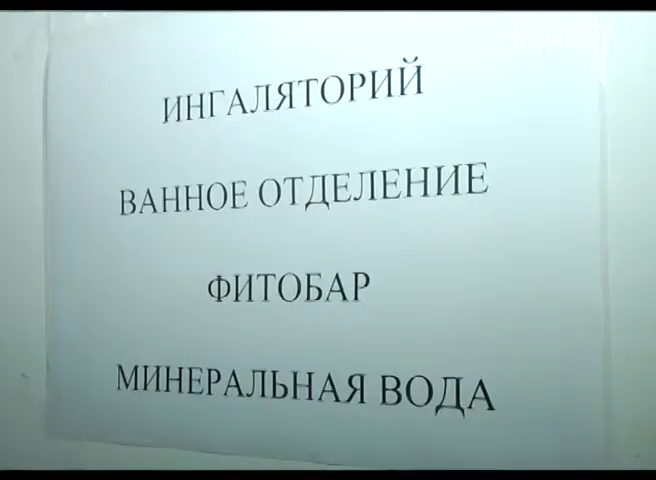 ИНГАЛЯТОРИЙ
ВАННОЕ ОТДЕЛЕНИЕ
ФИТОБАР
МИНЕРАЛЬНАЯ ВОДА